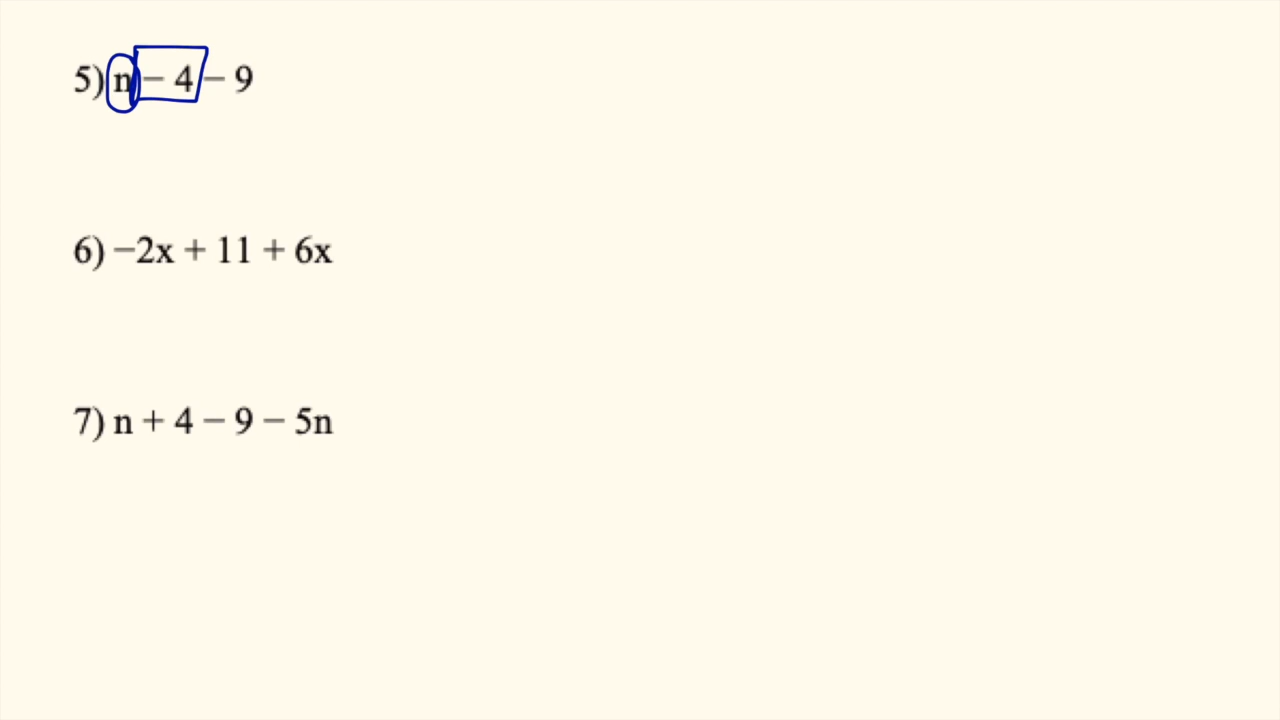 5) n − 4 − 9
6) −2x + 11 + 6x
7) n + 4 − 9 − 5n